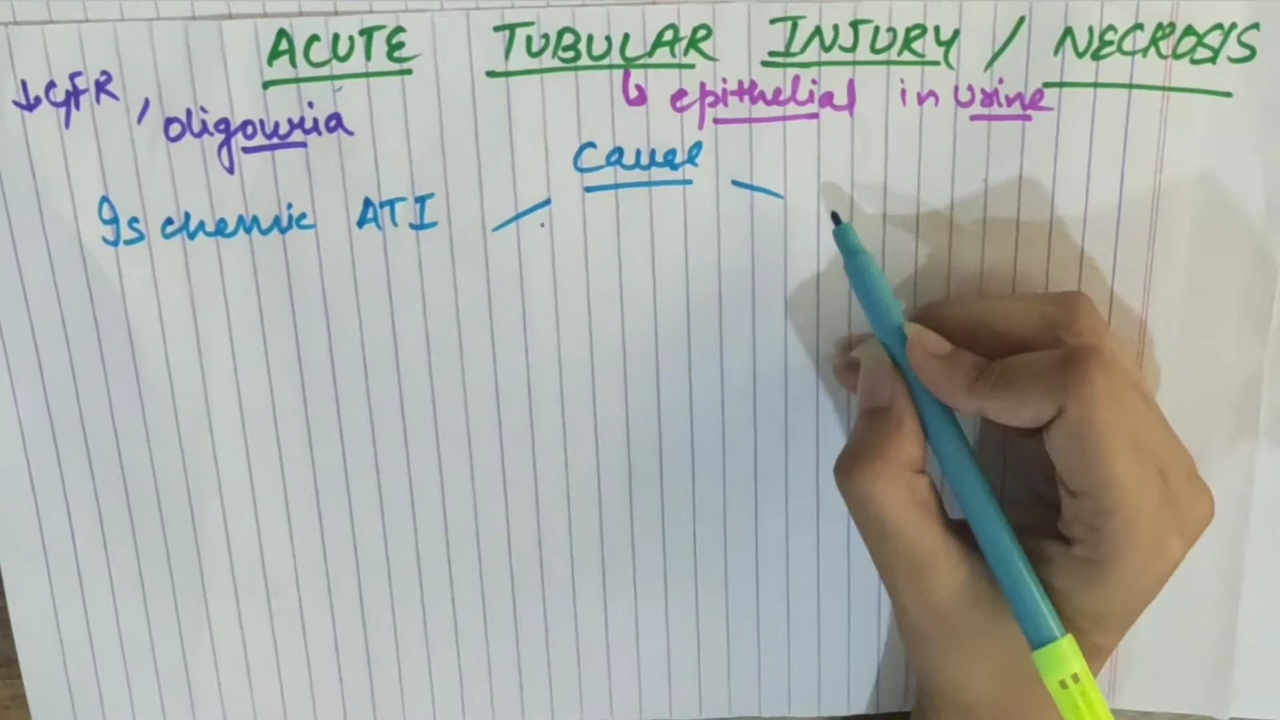 ACUTE TUBULAR INJURY / NECROSIS
↓GFR, oligouria
↳ epithelial in urine
Cause
Ischemic ATI